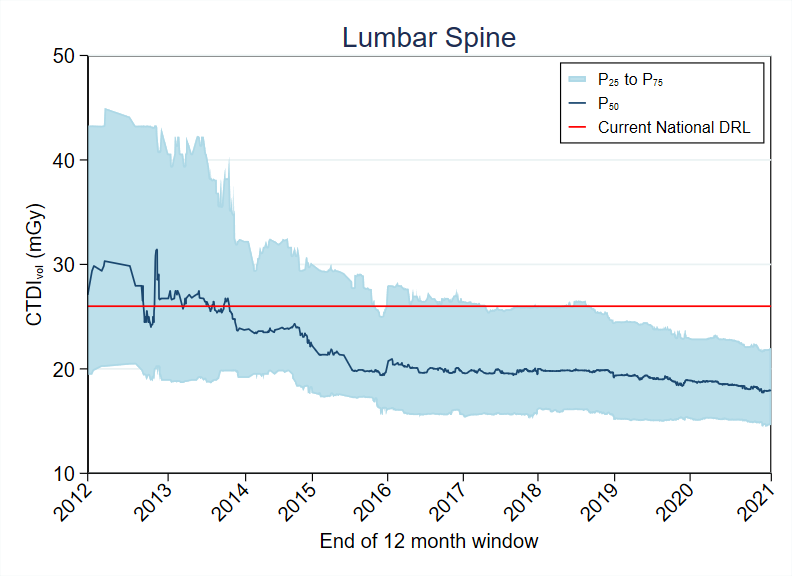 Lumbar Spine
P25 to P75
P50
Current National DRL
CTDIvol (mGy)
50
40
30
20
10
2012 2013 2014 2015 2016 2017 2018 2019 2020 2021
End of 12 month window